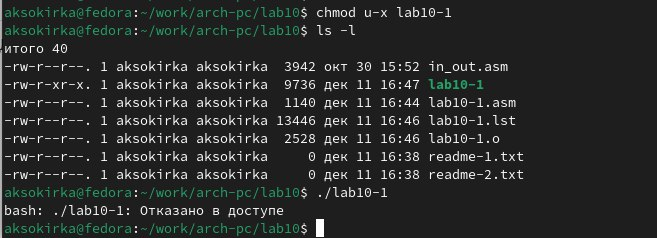 aksokirka@fedora:~/work/arch-pc/lab10$ chmod u-x lab10-1
aksokirka@fedora:~/work/arch-pc/lab10$ ls -l
итого 40
-rw-r--r--. 1 aksokirka aksokirka  3942 окт 30 15:52 in_out.asm
-rw-r-xr-x. 1 aksokirka aksokirka  9736 дек 11 16:47 lab10-1
-rw-r--r--. 1 aksokirka aksokirka  1140 дек 11 16:44 lab10-1.asm
-rw-r--r--. 1 aksokirka aksokirka 13446 дек 11 16:46 lab10-1.lst
-rw-r--r--. 1 aksokirka aksokirka  2528 дек 11 16:46 lab10-1.o
-rw-r--r--. 1 aksokirka aksokirka     0 дек 11 16:38 readme-1.txt
-rw-r--r--. 1 aksokirka aksokirka     0 дек 11 16:38 readme-2.txt
aksokirka@fedora:~/work/arch-pc/lab10$ ./lab10-1
bash: ./lab10-1: Отказано в доступе
aksokirka@fedora:~/work/arch-pc/lab10$